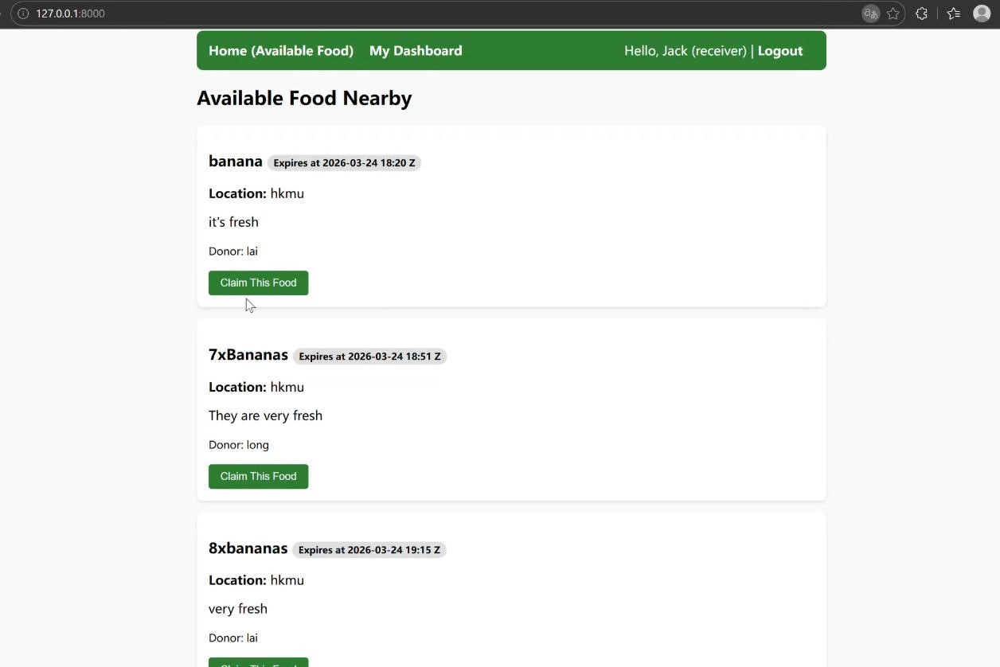 127.0.0.1:8000
Home (Available Food) My Dashboard Hello, Jack (receiver) | Logout
Available Food Nearby
banana Expires at 2026-03-24 18:20 Z
Location: hkmu
it's fresh
Donor: lai
Claim This Food
7xBananas Expires at 2026-03-24 18:51 Z
Location: hkmu
They are very fresh
Donor: long
Claim This Food
8xbananas Expires at 2026-03-24 19:15 Z
Location: hkmu
very fresh
Donor: lai
Claim This Food